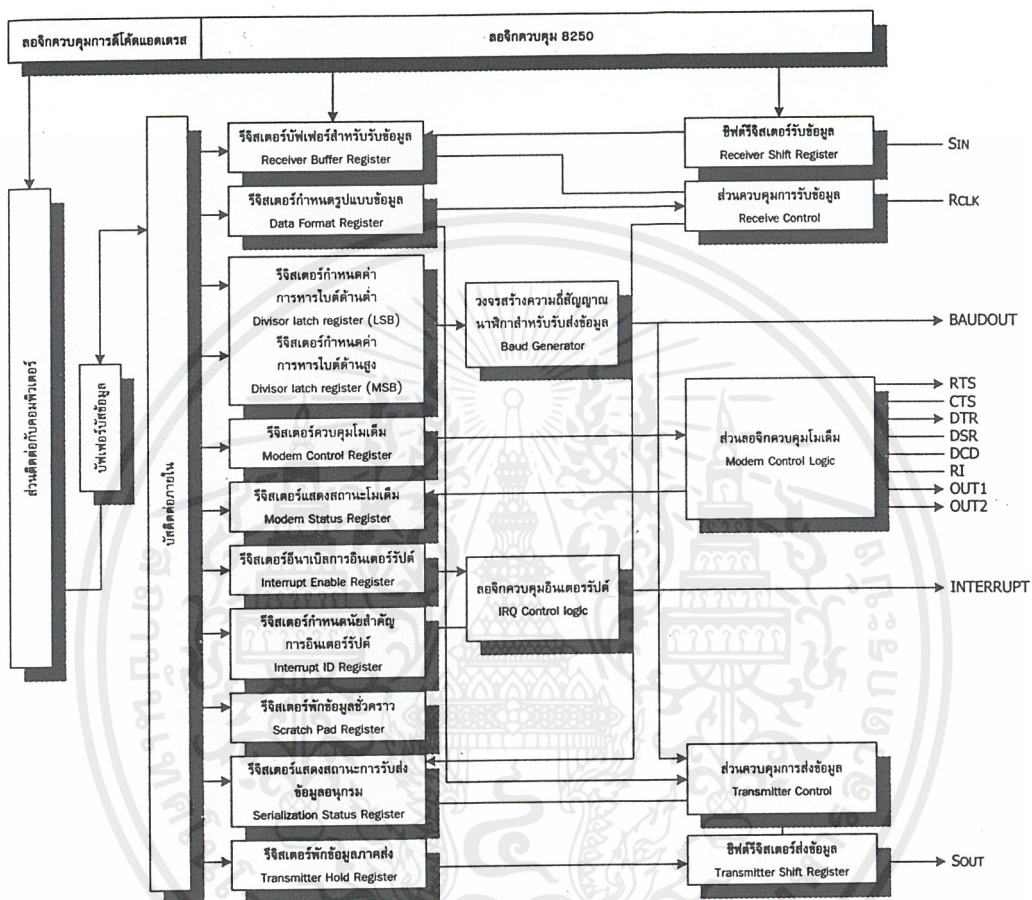 ลอจิกควบคุมการดีโค้ดแอดเดรส
ลอจิกควบคุม 8250
ส่วนติดต่อกับคอมพิวเตอร์
บัฟเฟอร์บัสข้อมูล
บัสติดต่อภายใน
รีจิสเตอร์บัฟเฟอร์สำหรับรับข้อมูล
Receiver Buffer Register
ชิฟต์รีจิสเตอร์รับข้อมูล
Receiver Shift Register
SIN
รีจิสเตอร์กำหนดรูปแบบข้อมูล
Data Format Register
ส่วนควบคุมการรับข้อมูล
Receive Control
RCLK
รีจิสเตอร์กำหนดค่า
การหารไบต์ด้านต่ำ
Divisor latch register (LSB)
รีจิสเตอร์กำหนดค่า
การหารไบต์ด้านสูง
Divisor latch register (MSB)
วงจรสร้างความถี่สัญญาณ
นาฬิกาสำหรับรับส่งข้อมูล
Baud Generator
BAUDOUT
รีจิสเตอร์ควบคุมโมเด็ม
Modem Control Register
รีจิสเตอร์แสดงสถานะโมเด็ม
Modem Status Register
ส่วนลอจิกควบคุมโมเด็ม
Modem Control Logic
RTS
CTS
DTR
DSR
DCD
RI
OUT1
OUT2
รีจิสเตอร์อีนาเบิลการอินเตอร์รัปต์
Interrupt Enable Register
รีจิสเตอร์กำหนดนัยสำคัญ
การอินเตอร์รัปต์
Interrupt ID Register
ลอจิกควบคุมอินเตอรรัปต์
IRQ Control logic
INTERRUPT
รีจิสเตอร์พักข้อมูลชั่วคราว
Scratch Pad Register
รีจิสเตอร์แสดงสถานะการรับส่ง
ข้อมูลอนุกรม
Serialization Status Register
ส่วนควบคุมการส่งข้อมูล
Transmitter Control
รีจิสเตอร์พักข้อมูลภาคส่ง
Transmitter Hold Register
ชิฟต์รีจิสเตอร์ส่งข้อมูล
Transmitter Shift Register
SOUT